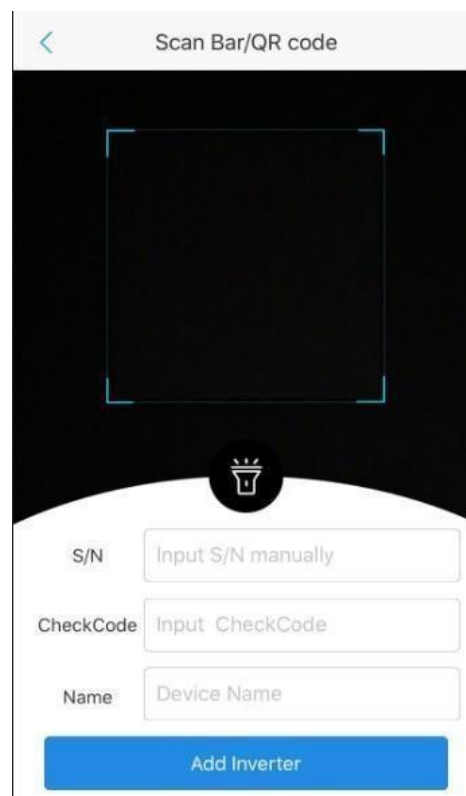 Scan Bar/QR code
S/N Input S/N manually
CheckCode Input CheckCode
Name Device Name
Add Inverter